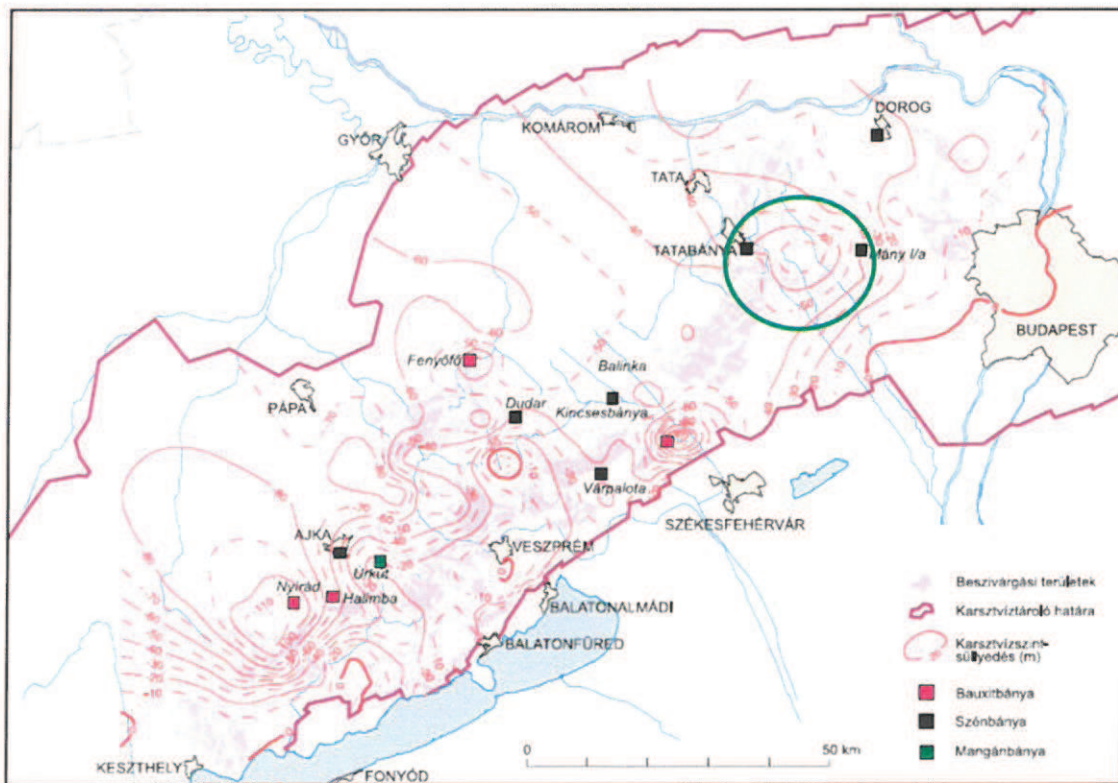 DOROG
KOMÁROM
GYŐR
TATA
TATABÁNYA
Mány I/a
BUDAPEST
Fenyőfő
Balinka
PÁPA
Dudar
Kincsesbánya
Várpalota
SZÉKESFEHÉRVÁR
AJKA
VESZPRÉM
Úrkút
Nyirád
Halimba
BALATONALMÁDI
BALATONFÜRED
KESZTHELY
FONYÓD
0 50 km
Beszivárgási területek
Karsztvíztároló határa
Karsztvízszint-
süllyedés (m)
Bauxitbánya
Szénbánya
Mangánbánya